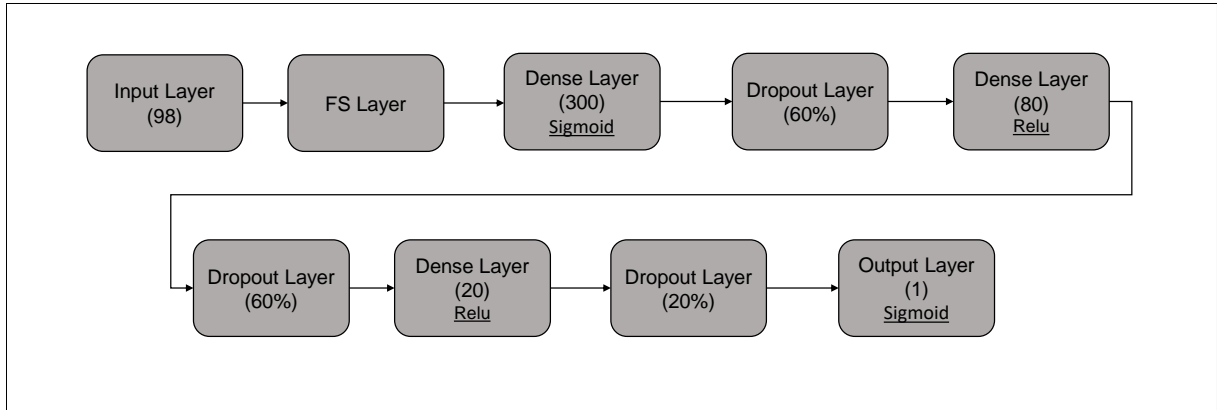 Input Layer
(98)
FS Layer
Dense Layer
(300)
Sigmoid
Dropout Layer
(60%)
Dense Layer
(80)
Relu
Dropout Layer
(60%)
Dense Layer
(20)
Relu
Dropout Layer
(20%)
Output Layer
(1)
Sigmoid